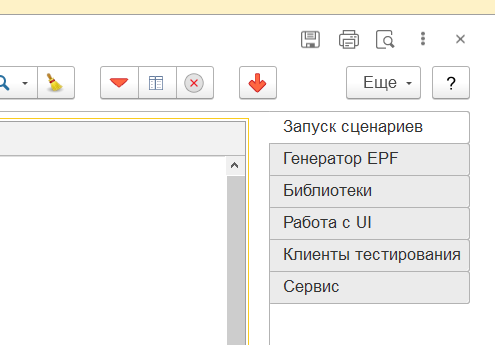 Еще ?
Запуск сценариев
Генератор EPF
Библиотеки
Работа с UI
Клиенты тестирования
Сервис